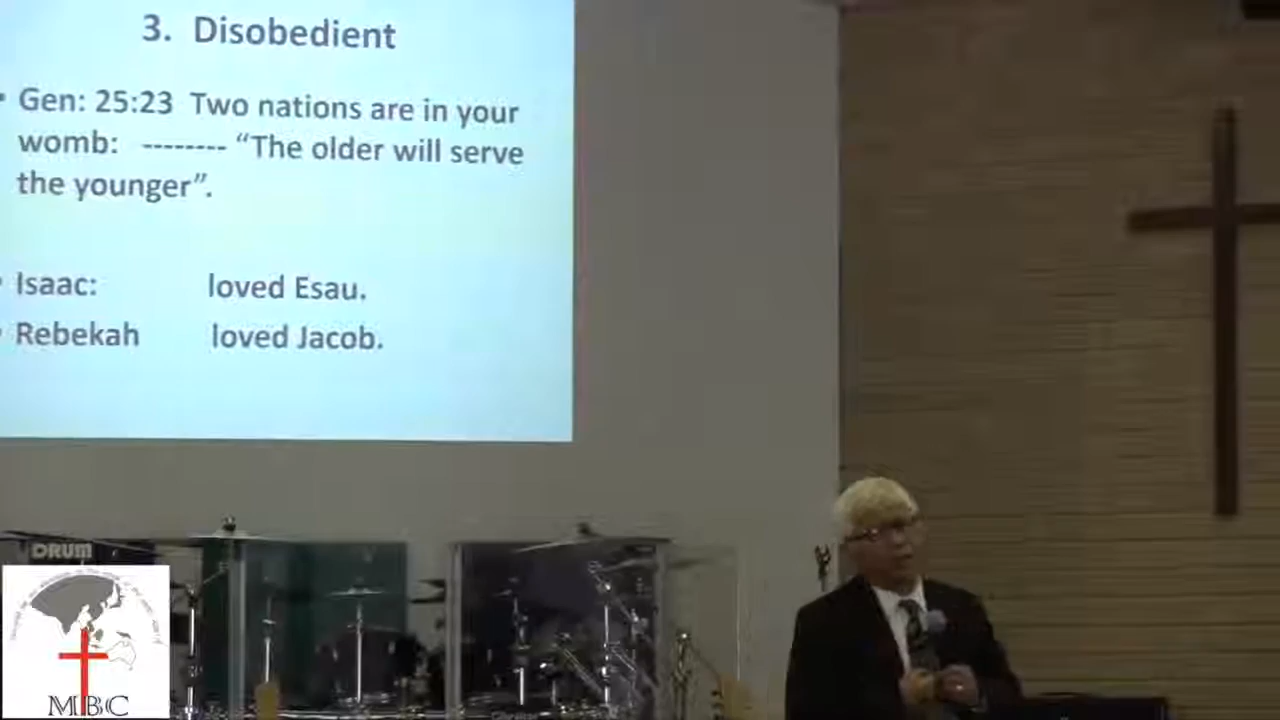 3. Disobedient
• Gen: 25:23 Two nations are in your
womb: -------- “The older will serve
the younger”.
• Isaac: loved Esau.
• Rebekah loved Jacob.
DRUM
MBC